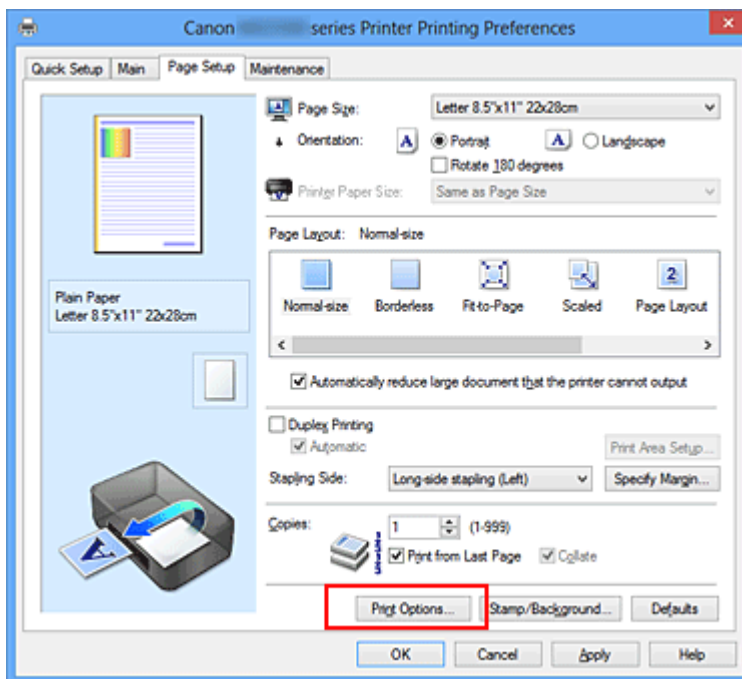 Canon series Printer Printing Preferences
Quick Setup Main Page Setup Maintenance
Page Size: Letter 8.5"x11" 22x28cm
Orientation: A Portrait A Landscape
Rotate 180 degrees
Printer Paper Size: Same as Page Size
Page Layout: Normal-size
2
Normal-size Borderless Fit-to-Page Scaled Page Layout
Plain Paper
Letter 8.5"x11" 22x28cm
Automatically reduce large document that the printer cannot output
Duplex Printing
Automatic
Print Area Setup...
Stapling Side: Long-side stapling (Left) Specify Margin...
Copies: 1 (1-999)
Print from Last Page Collate
A
Print Options... Stamp/Background... Defaults
OK Cancel Apply Help